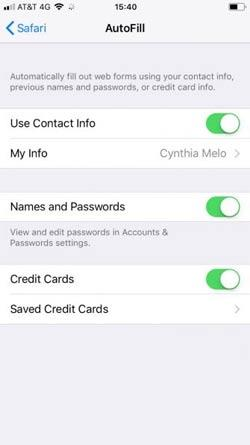 AT&T 4G 15:40
Safari AutoFill
Automatically fill out web forms using your contact info,
previous names and passwords, or credit card info.
Use Contact Info
My Info Cynthia Melo
Names and Passwords
View and edit passwords in Accounts &
Passwords settings.
Credit Cards
Saved Credit Cards